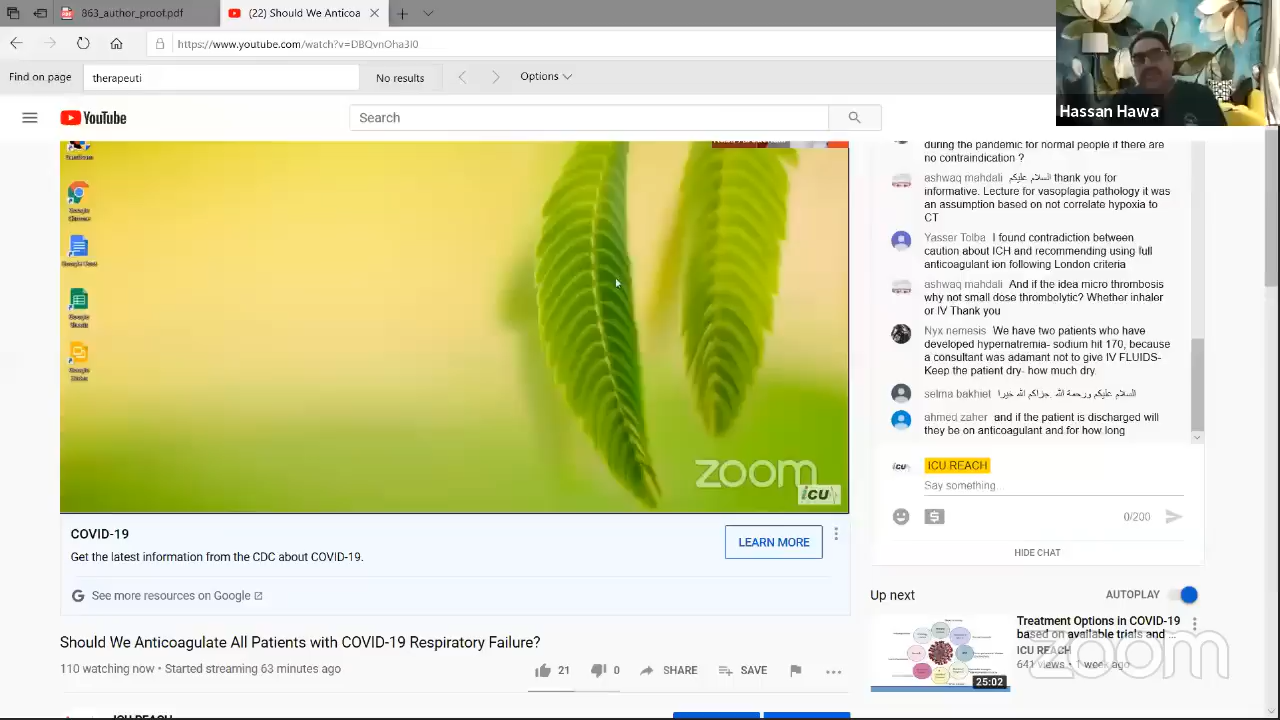 863_author_proof.pdf
(22) Should We Anticoa
https://www.youtube.com/watch?v=DBQvnOha3I0
Find on page
therapeuti
No results
Options
Hassan Hawa
YouTube
Search
Google
Chrome
zoom
icu
during the pandemic for normal people if there are
no contraindication ?
ashwaq mahdali السلام عليكم thank you for
informative. Lecture for vasoplagia pathology it was
an assumption based on not correlate hypoxia to
CT
Yasser Tolba I found contradiction between
caution about ICH and recommending using full
anticoagulant ion following London criteria
ashwaq mahdali And if the idea micro thrombosis
why not small dose thrombolytic? Whether inhaler
or IV Thank you
Nyx nemesis We have two patients who have
developed hypernatremia- sodium hit 170, because
a consultant was adamant not to give IV FLUIDS-
Keep the patient dry- how much dry.
selma bakhiet السلام عليكم ورحمة الله جزاكم الله خيرا
ahmed zaher and if the patient is discharged will
they be on anticoagulant and for how long
icu
ICU REACH
Say something...
0/200
HIDE CHAT
COVID-19
Get the latest information from the CDC about COVID-19.
LEARN MORE
See more resources on Google
Should We Anticoagulate All Patients with COVID-19 Respiratory Failure?
110 watching now • Started streaming minutes ago
21
0
SHARE
SAVE
ICU REACH
Up next
AUTOPLAY
Treatment Options in COVID-19
based on available trials and ...
ICU REACH
641 views • 1 week ago
25:02
zoom